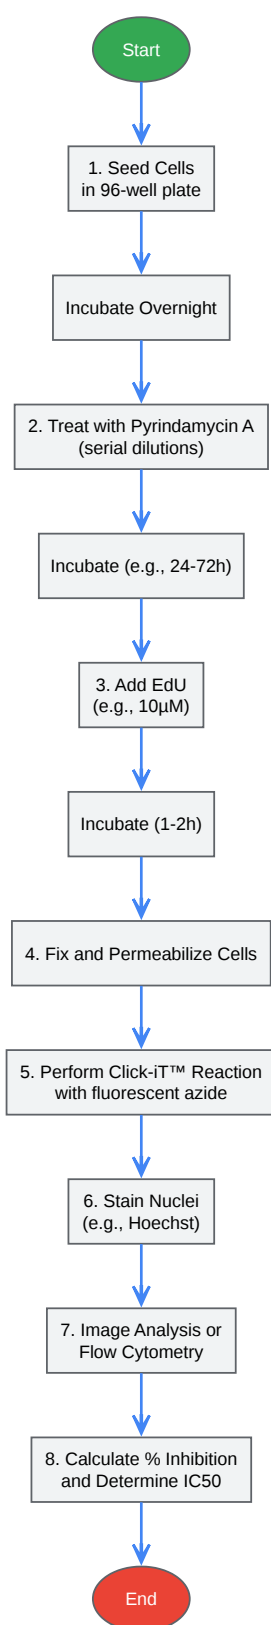 Start
1. Seed Cells
in 96-well plate
Incubate Overnight
2. Treat with Pyrindamycin A
(serial dilutions)
Incubate (e.g., 24-72h)
3. Add EdU
(e.g., 10µM)
Incubate (1-2h)
4. Fix and Permeabilize Cells
5. Perform Click-iT™ Reaction
with fluorescent azide
6. Stain Nuclei
(e.g., Hoechst)
7. Image Analysis or
Flow Cytometry
8. Calculate % Inhibition
and Determine IC50
End